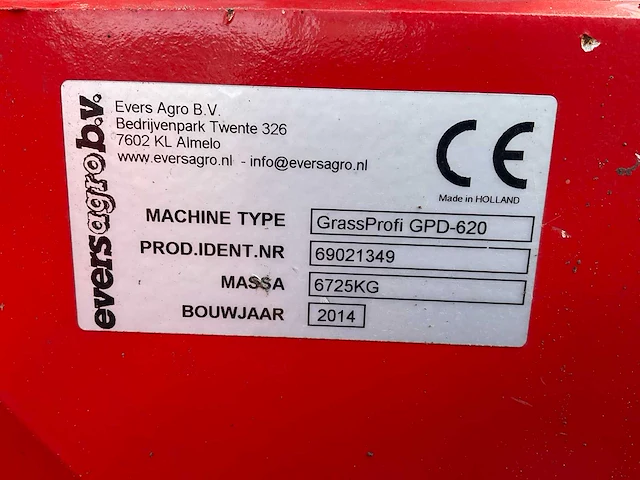 eversagrob.v.
Evers Agro B.V.
Bedrijvenpark Twente 326
7602 KL Almelo
www.eversagro.nl - info@eversagro.nl
CE
Made in HOLLAND
MACHINE TYPE GrassProfi GPD-620
PROD.IDENT.NR 69021349
MASSA 6725KG
BOUWJAAR 2014